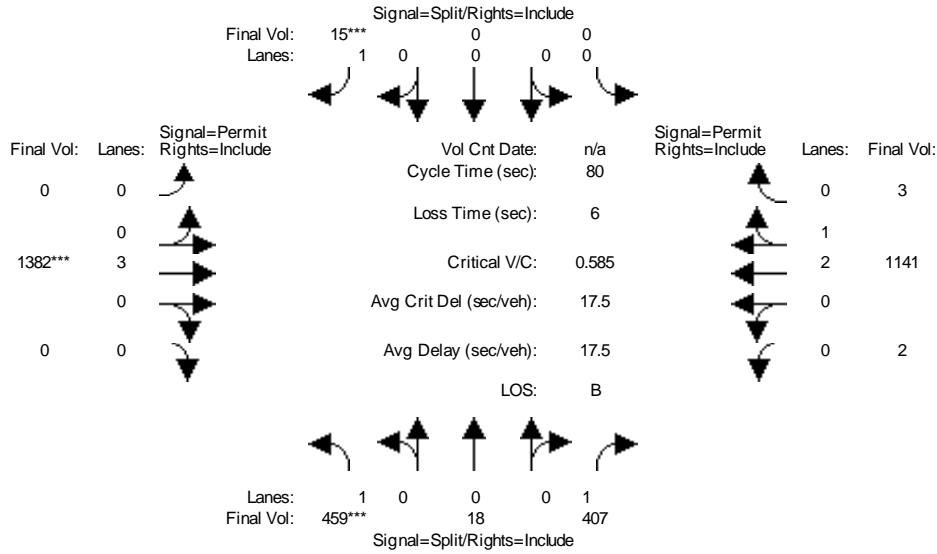 Signal=Split/Rights=Include
Final Vol: 15*** 0 0
Lanes: 1 0 0 0 0
Signal=Permit
Final Vol: Lanes: Rights=Include
Vol Cnt Date: n/a
Signal=Permit
Rights=Include Lanes: Final Vol:
Cycle Time (sec): 80
0 0
0 3
Loss Time (sec): 6
0
1
1382*** 3
Critical V/C: 0.585
2 1141
0
Avg Crit Del (sec/veh): 17.5
0
0 0
Avg Delay (sec/veh): 17.5
0 2
LOS: B
Lanes: 1 0 0 0 1
Final Vol: 459*** 18 407
Signal=Split/Rights=Include